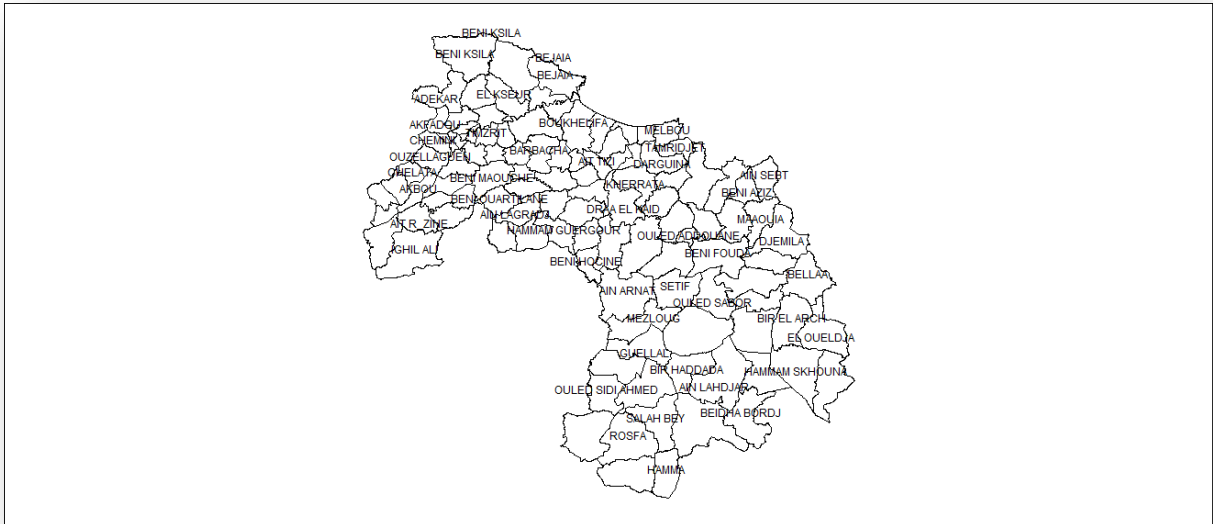 BENI KSILA
BENI KSILA
BEJAIA
BEJAIA
EL KSEUR
ADEKAR
AKFADOU
BOUKHELIFA
MELBOU
TIMZRIT
CHEMINI
TAMRIDJET
BARBACHA
OUZELLAGUEN
AIT TIZI
DARGUINA
CHELATA
AIN SEBT
BENI MAOUCHE
KHERRATA
AKBOU
BENI AZIZ
BENI OUARTILANE
DRAA EL KAID
AIN LAGRADJ
MAAOUIA
AIT R_ZINE
HAMMAM GUERGOUR
OULED ADDOUANE
DJEMILA
IGHIL ALI
BENI FOUDA
BENI HOCINE
BELLAA
SETIF
AIN ARNAT
OULED SABOR
MEZLOUG
BIR EL ARCH
EL OUELDJA
GUELLAL
BIR HADDADA
HAMMAM SKHOUNA
AIN LAHDJAR
OULED SIDI AHMED
BEIDHA BORDJ
SALAH BEY
ROSFA
HAMMA